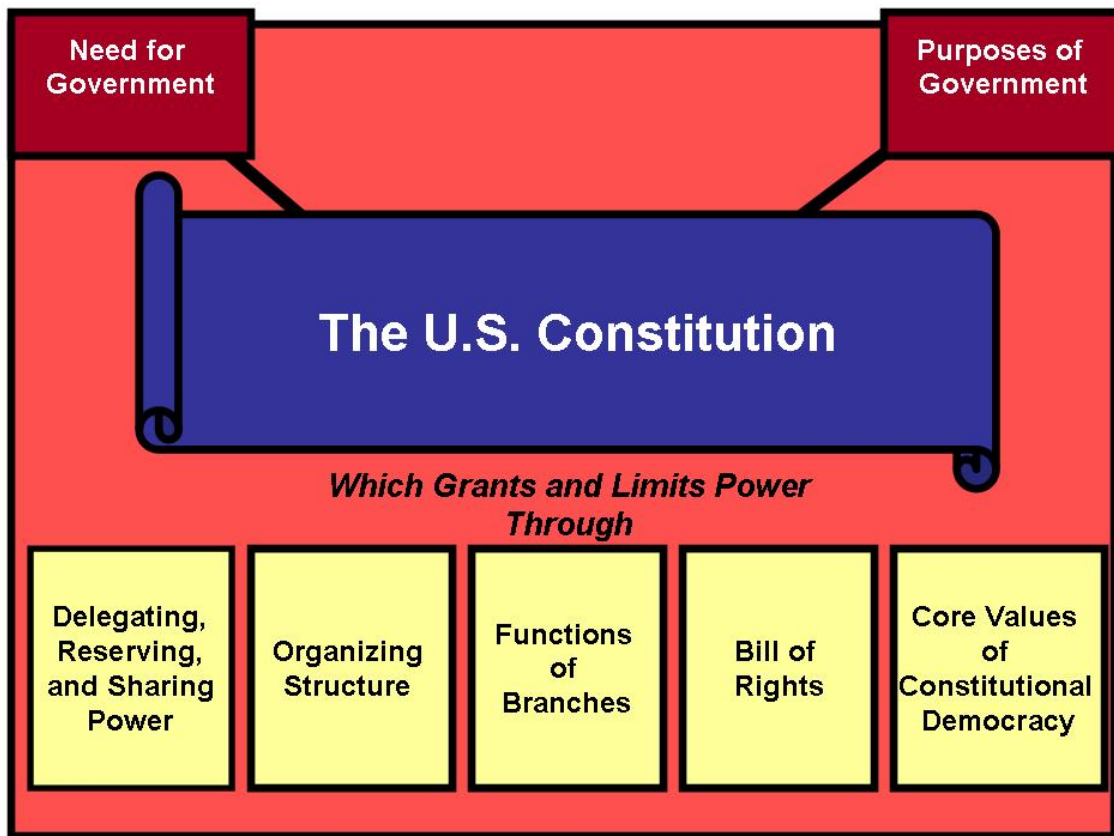 Need for
Government
Purposes of
Government
The U.S. Constitution
Which Grants and Limits Power
Through
Delegating,
Reserving,
and Sharing
Power
Organizing
Structure
Functions
of
Branches
Bill of
Rights
Core Values
of
Constitutional
Democracy